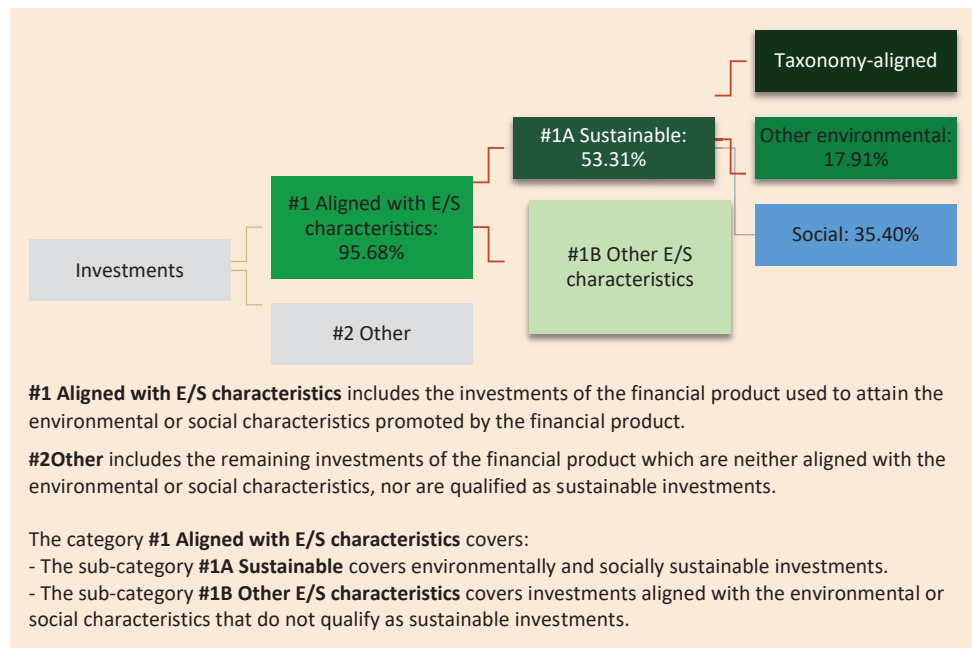 Taxonomy-aligned
#1A Sustainable:
53.31%
Other environmental:
17.91%
#1 Aligned with E/S
characteristics:
95.68%
#1B Other E/S
characteristics
Social: 35.40%
Investments
#2 Other
#1 Aligned with E/S characteristics includes the investments of the financial product used to attain the
environmental or social characteristics promoted by the financial product.
#2Other includes the remaining investments of the financial product which are neither aligned with the
environmental or social characteristics, nor are qualified as sustainable investments.
The category #1 Aligned with E/S characteristics covers:
- The sub-category #1A Sustainable covers environmentally and socially sustainable investments.
- The sub-category #1B Other E/S characteristics covers investments aligned with the environmental or
social characteristics that do not qualify as sustainable investments.